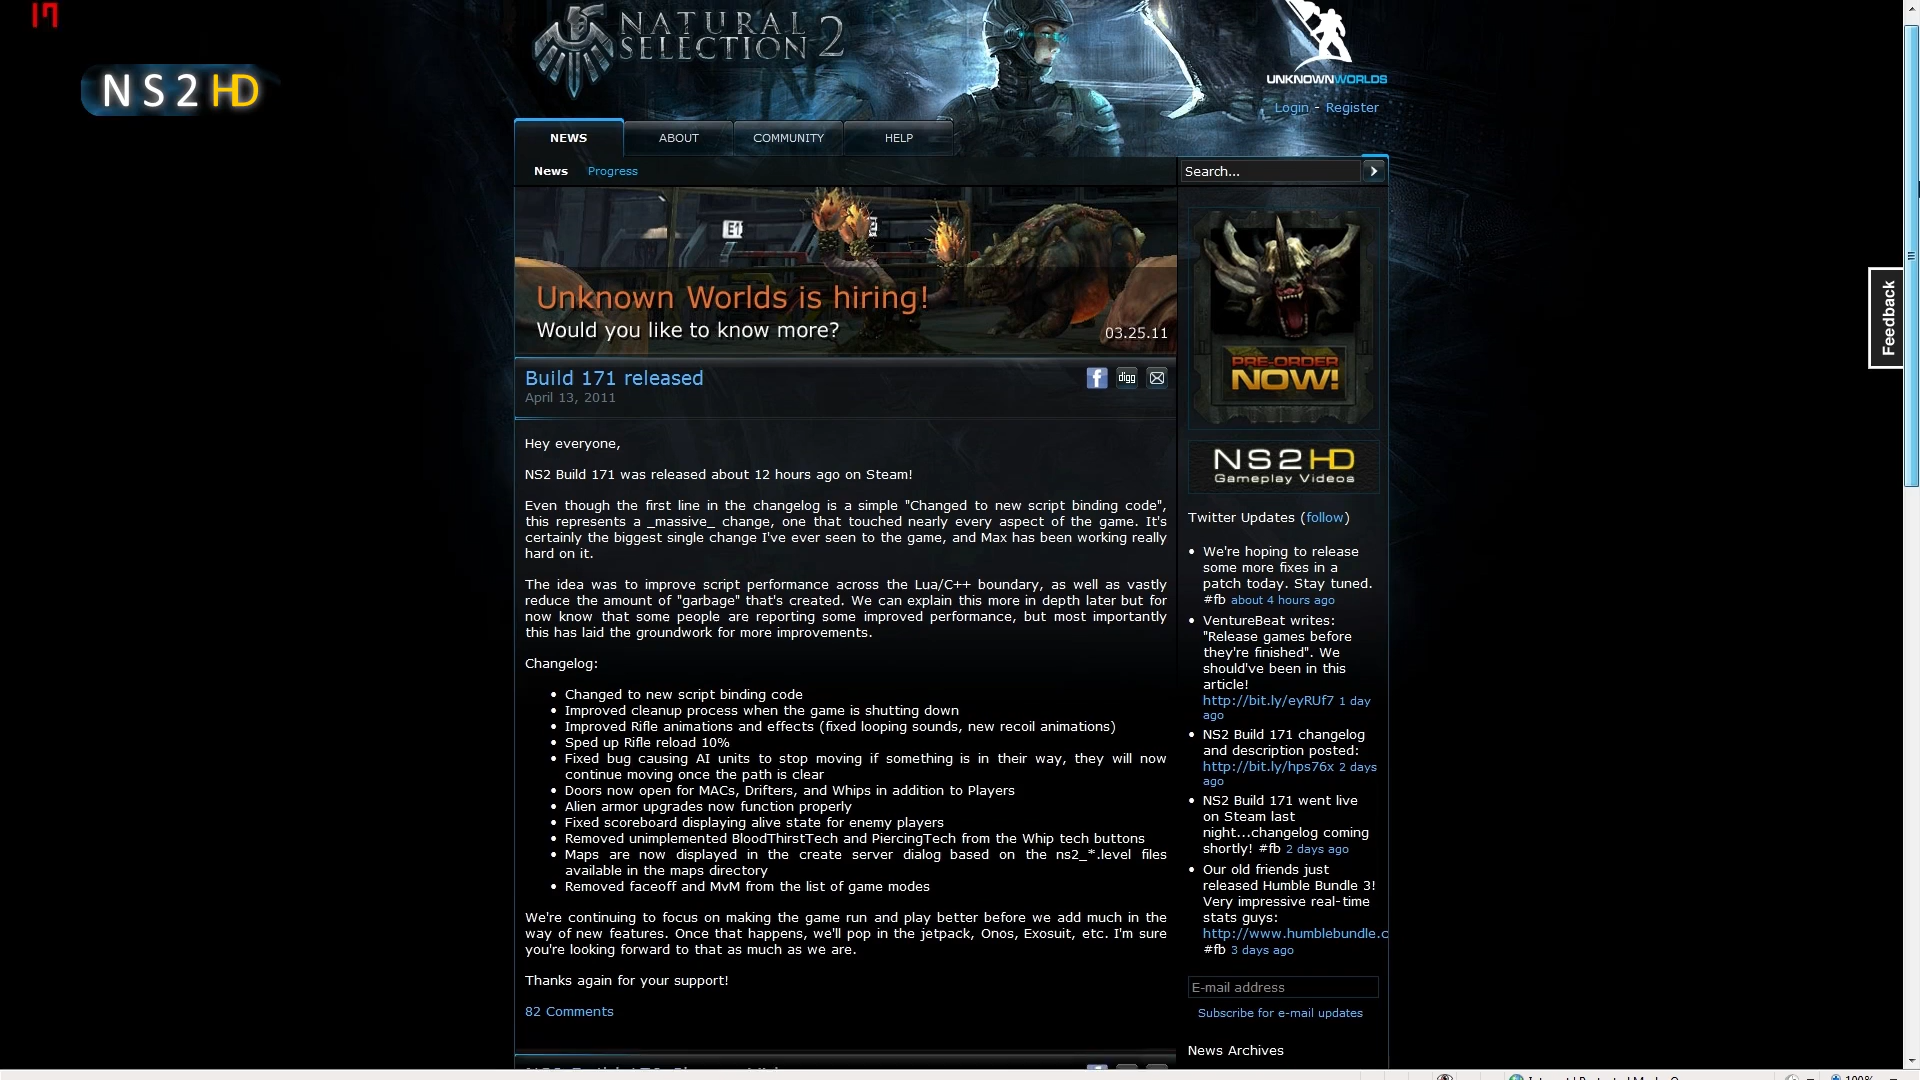 17
NATURAL
SELECTION 2
NS2HD
UNKNOWNWORLDS
Login - Register
NEWS
ABOUT
COMMUNITY
HELP
News
Progress
Search...
E1
Unknown Worlds is hiring!
Would you like to know more?
03.25.11
Feedback
Build 171 released
digg
April 13, 2011
Hey everyone,
NS2 Build 171 was released about 12 hours ago on Steam!
Even though the first line in the changelog is a simple "Changed to new script binding code",
this represents a _massive_ change, one that touched nearly every aspect of the game. It's
certainly the biggest single change I've ever seen to the game, and Max has been working really
hard on it.
The idea was to improve script performance across the Lua/C++ boundary, as well as vastly
reduce the amount of "garbage" that's created. We can explain this more in depth later but for
now know that some people are reporting some improved performance, but most importantly
this has laid the groundwork for more improvements.
Changelog:
• Changed to new script binding code
• Improved cleanup process when the game is shutting down
• Improved Rifle animations and effects (fixed looping sounds, new recoil animations)
• Sped up Rifle reload 10%
• Fixed bug causing AI units to stop moving if something is in their way, they will now
continue moving once the path is clear
• Doors now open for MACs, Drifters, and Whips in addition to Players
• Alien armor upgrades now function properly
• Fixed scoreboard displaying alive state for enemy players
• Removed unimplemented BloodThirstTech and PiercingTech from the Whip tech buttons
• Maps are now displayed in the create server dialog based on the ns2_*.level files
available in the maps directory
• Removed faceoff and MvM from the list of game modes
We're continuing to focus on making the game run and play better before we add much in the
way of new features. Once that happens, we'll pop in the jetpack, Onos, Exosuit, etc. I'm sure
you're looking forward to that as much as we are.
Thanks again for your support!
82 Comments
PRE-ORDER
NOW!
NS2HD
Gameplay Videos
Twitter Updates (follow)
• We're hoping to release
some more fixes in a
patch today. Stay tuned.
#fb about 4 hours ago
• VentureBeat writes:
"Release games before
they're finished". We
should've been in this
article!
http://bit.ly/eyRUf7 1 day
ago
• NS2 Build 171 changelog
and description posted:
http://bit.ly/hps76x 2 days
ago
• NS2 Build 171 went live
on Steam last
night...changelog coming
shortly! #fb 2 days ago
• Our old friends just
released Humble Bundle 3!
Very impressive real-time
stats guys:
http://www.humblebundle.c
#fb 3 days ago
E-mail address
Subscribe for e-mail updates
News Archives
100%